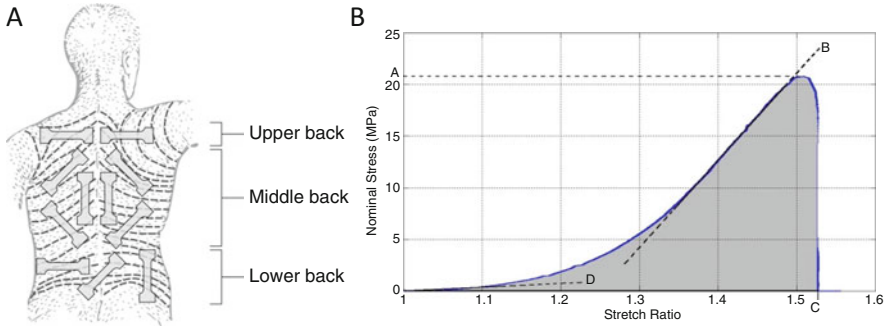 A
Upper back
Middle back
Lower back
B
Nominal Stress (MPa)
25
A
20
15
10
5
0
B
D
1
1.1
1.2
1.3
1.4
1.5
1.6
C
Stretch Ratio